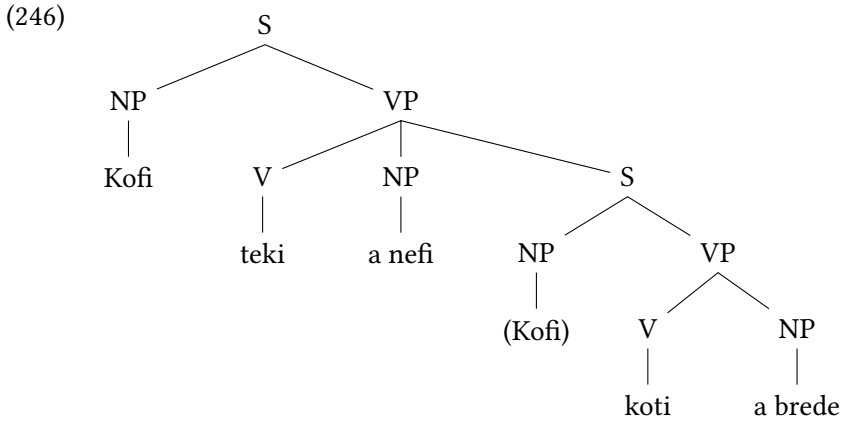 (246)
S
NP VP
Kofi V NP S
teki a nefi NP VP
(Kofi) V NP
koti a brede